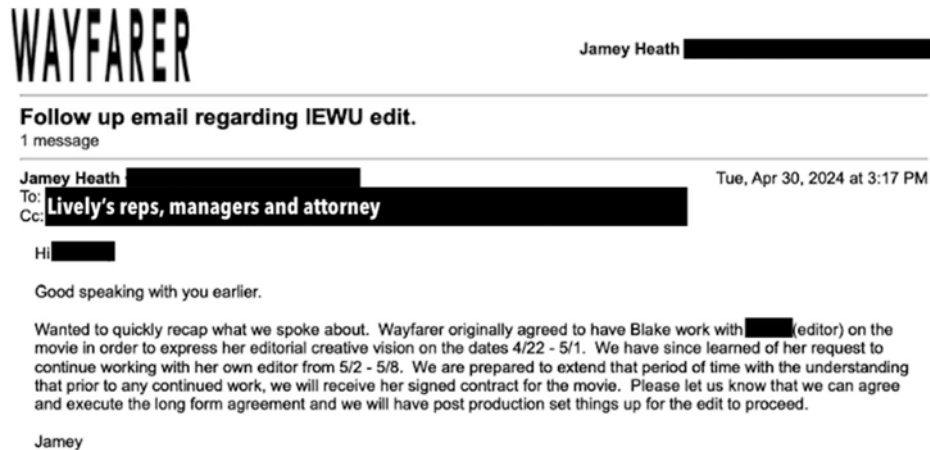 WAYFARER
Jamey Heath
Follow up email regarding IEWU edit.
1 message
Jamey Heath
Tue, Apr 30, 2024 at 3:17 PM
To:
Lively's reps, managers and attorney
Cc:
Hi
Good speaking with you earlier.
Wanted to quickly recap what we spoke about. Wayfarer originally agreed to have Blake work with (editor) on the
movie in order to express her editorial creative vision on the dates 4/22 - 5/1. We have since learned of her request to
continue working with her own editor from 5/2 - 5/8. We are prepared to extend that period of time with the understanding
that prior to any continued work, we will receive her signed contract for the movie. Please let us know that we can agree
and execute the long form agreement and we will have post production set things up for the edit to proceed.
Jamey